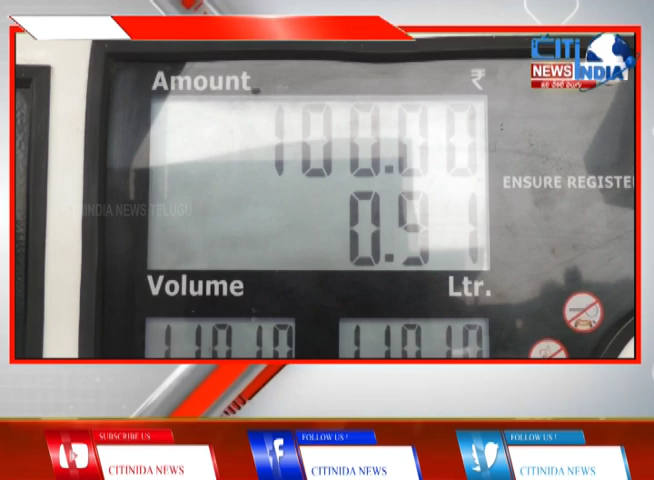 CITI
NEWS INDIA
Amount ₹
100.00
ENSURE REGISTE
CITINDIA NEWS TELUGU
0.91
Volume Ltr.
110.10 110.10
SUBSCRIBE US
CITINIDA NEWS
FOLLOW US !
CITINIDA NEWS
FOLLOW US !
CITINIDA NEWS